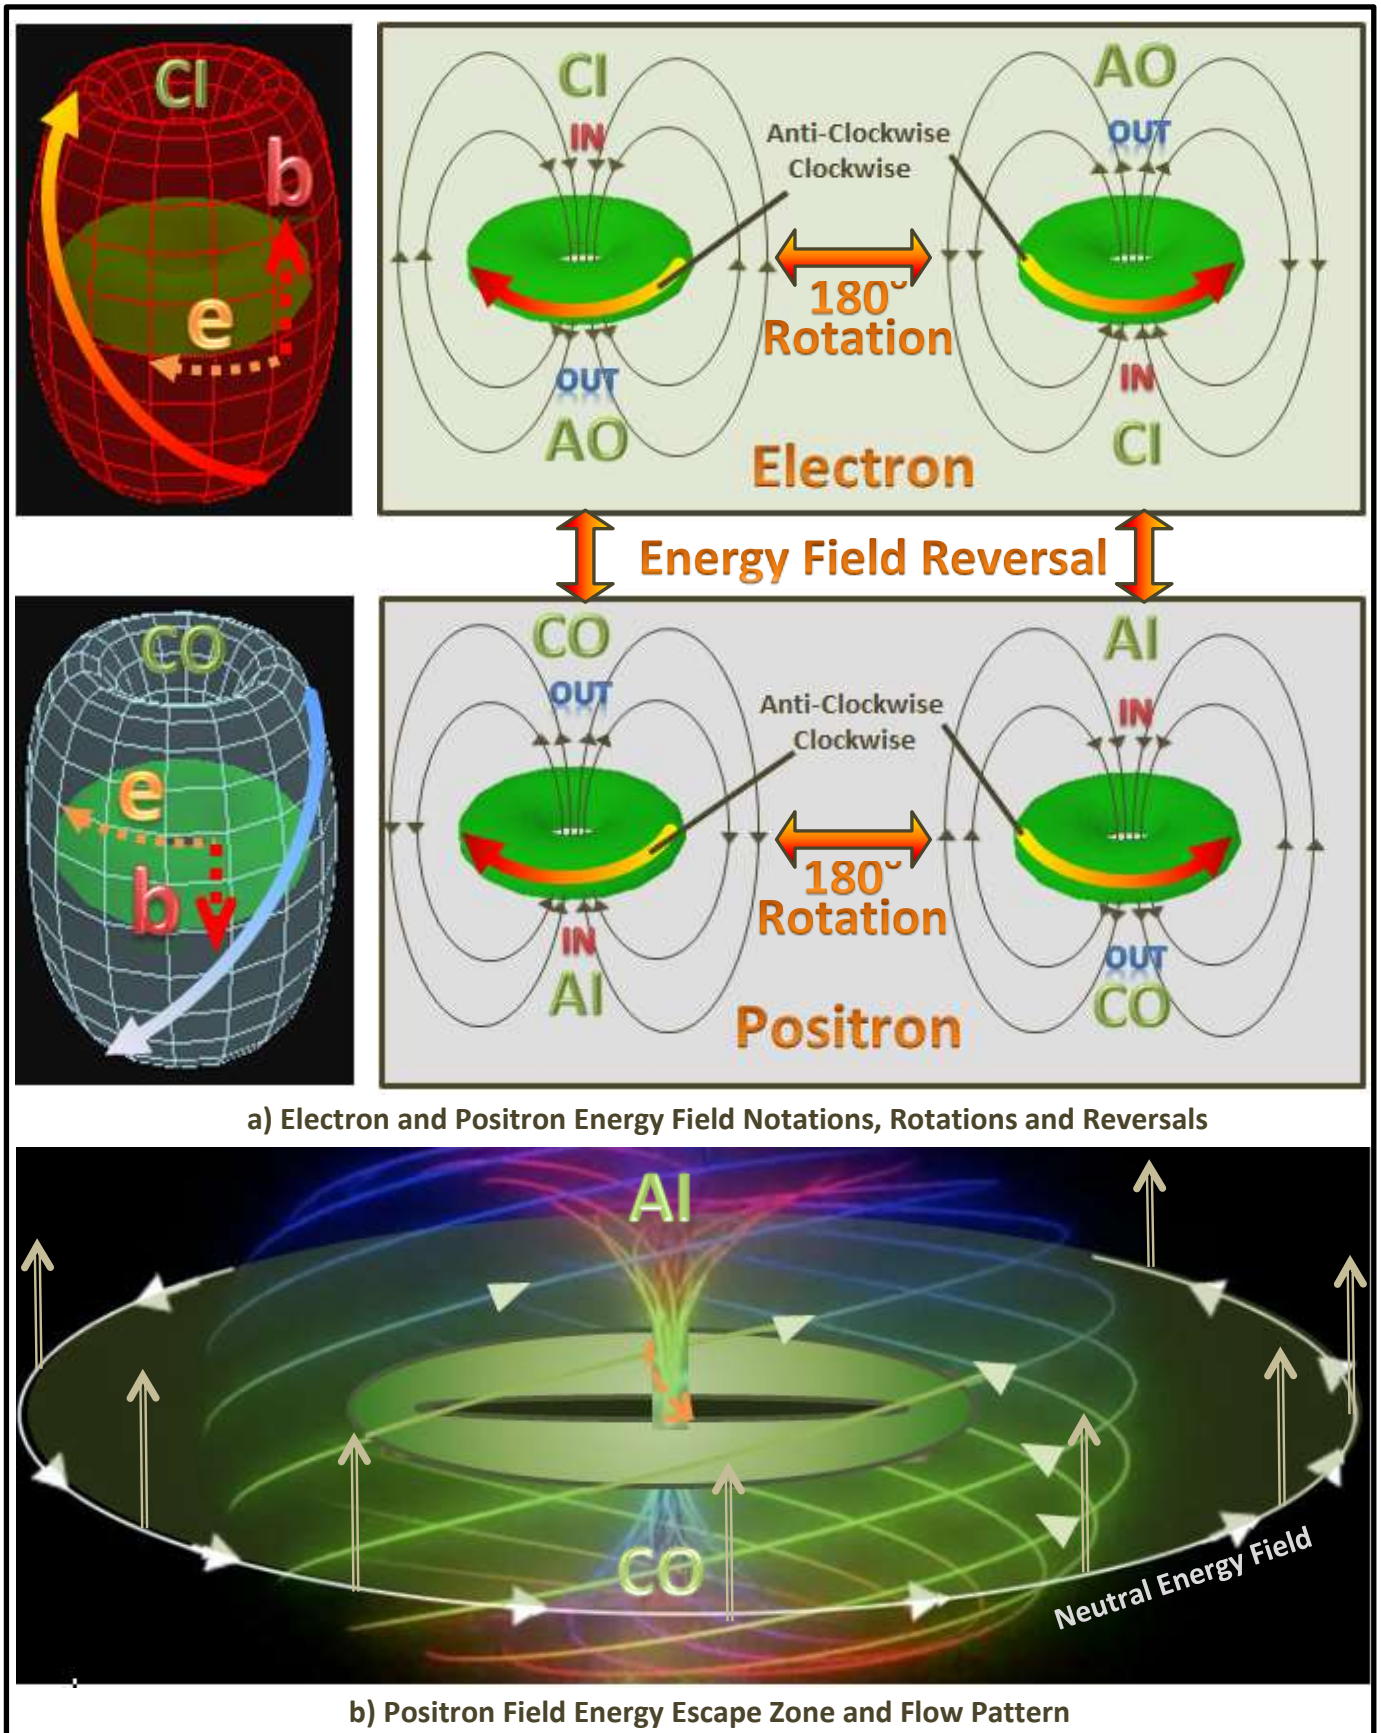 CI
b
e
CI
IN
Anti-Clockwise
Clockwise
AO
OUT
180°
Rotation
OUT
AO
IN
CI
Electron
Energy Field Reversal
CO
e
b
CO
OUT
Anti-Clockwise
Clockwise
AI
IN
180°
Rotation
IN
AI
OUT
CO
Positron
a) Electron and Positron Energy Field Notations, Rotations and Reversals
AI
CO
Neutral Energy Field
b) Positron Field Energy Escape Zone and Flow Pattern